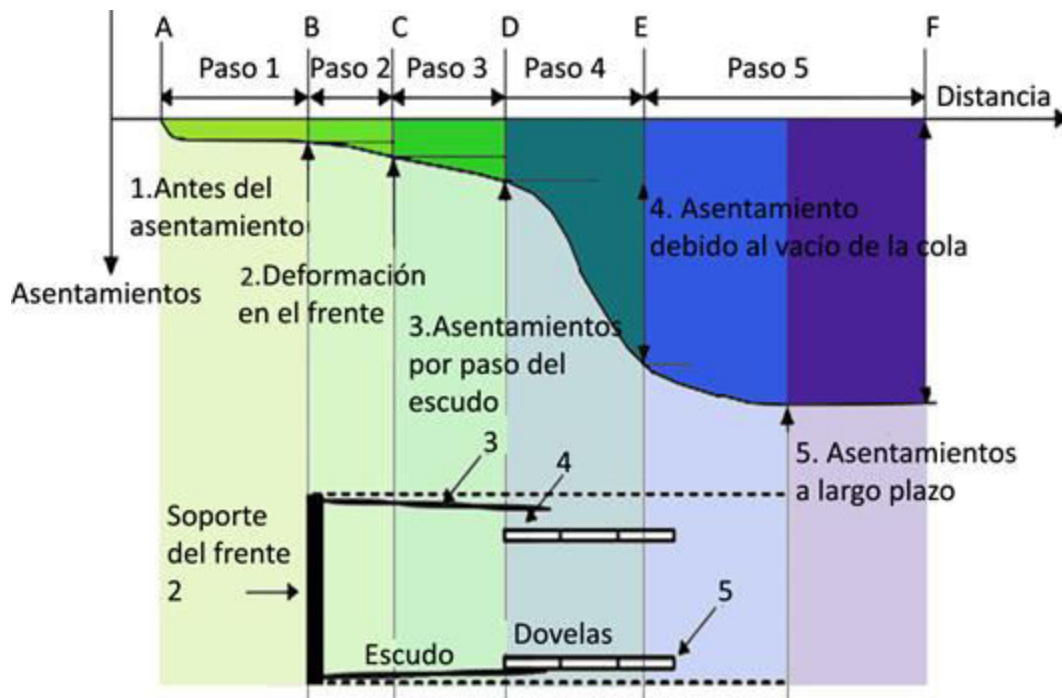 A B C D E F
Paso 1 Paso 2 Paso 3 Paso 4 Paso 5
Distancia
Asentamientos
1.Antes del
asentamiento
2.Deformación
en el frente
3.Asentamientos
por paso del
escudo
4. Asentamiento
debido al vacío de la cola
5. Asentamientos
a largo plazo
3
4
Soporte
del frente
2
5
Dovelas
Escudo